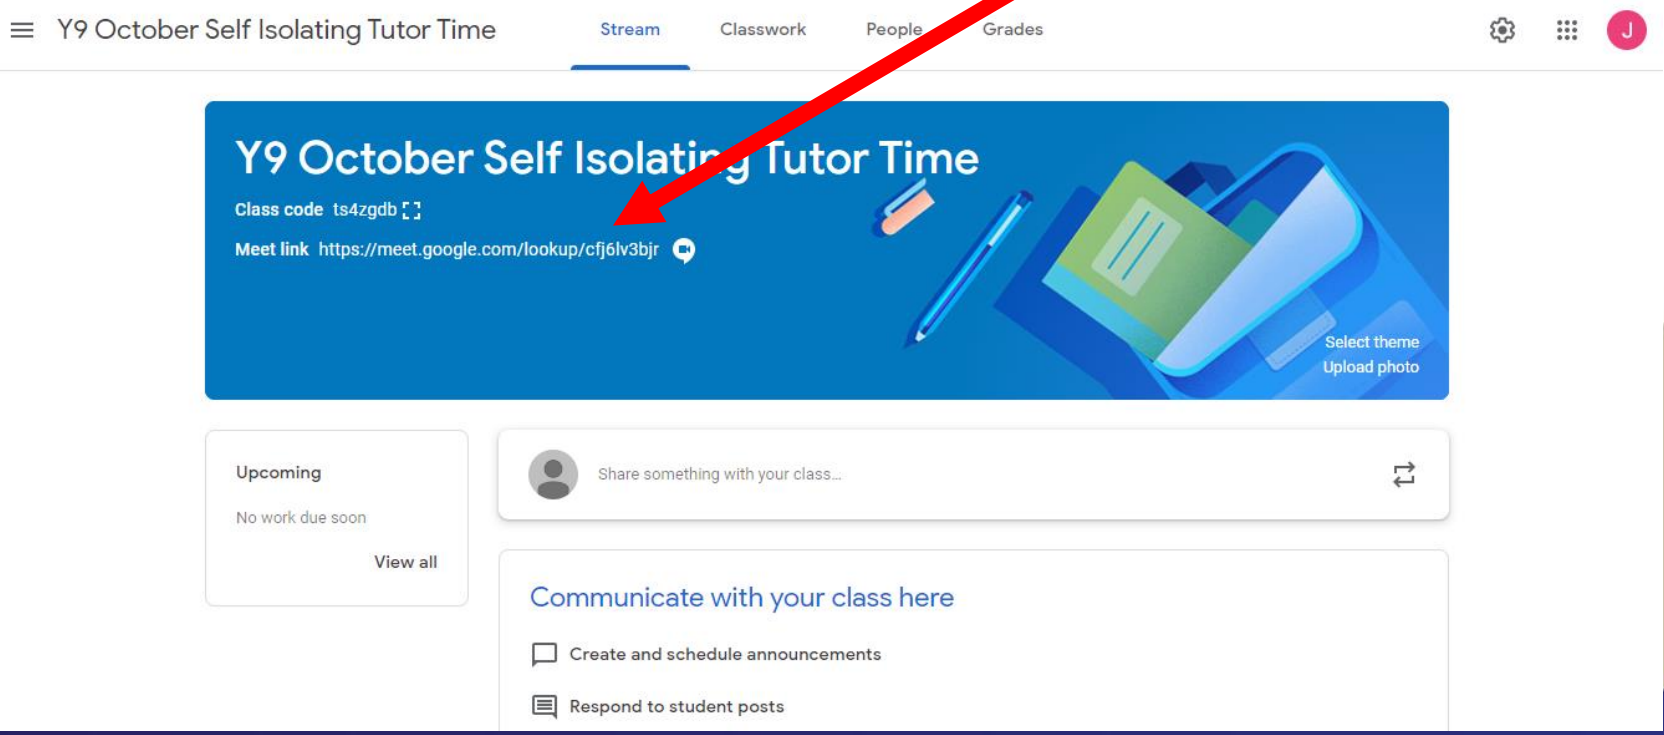 Y9 October Self Isolating Tutor Time
Stream Classwork People Grades
J
Y9 October Self Isolating Tutor Time
Class code ts4zgdb
Meet link https://meet.google.com/lookup/cfj6lv3bjr
Select theme
Upload photo
Upcoming
No work due soon
View all
Share something with your class...
Communicate with your class here
Create and schedule announcements
Respond to student posts